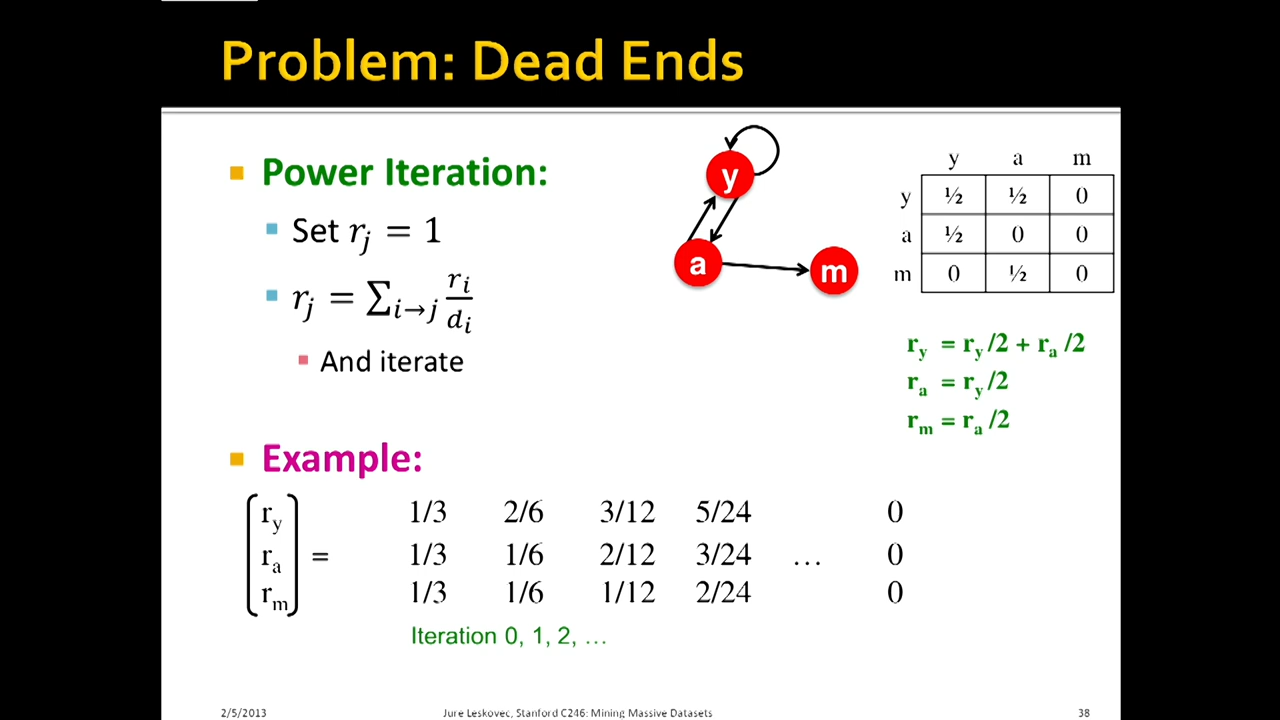 Problem: Dead Ends
Power Iteration:
Set rⱼ = 1
rⱼ = ∑i→j rᵢ/dᵢ
And iterate
y
a
m
y a m
y ½ ½ 0
a ½ 0 0
m 0 ½ 0
r_y = r_y/2 + r_a/2
r_a = r_y/2
r_m = r_a/2
Example:
r_y 1/3 2/6 3/12 5/24 0
r_a = 1/3 1/6 2/12 3/24 … 0
r_m 1/3 1/6 1/12 2/24 0
Iteration 0, 1, 2, …
2/5/2013 Jure Leskovec, Stanford C246: Mining Massive Datasets 38